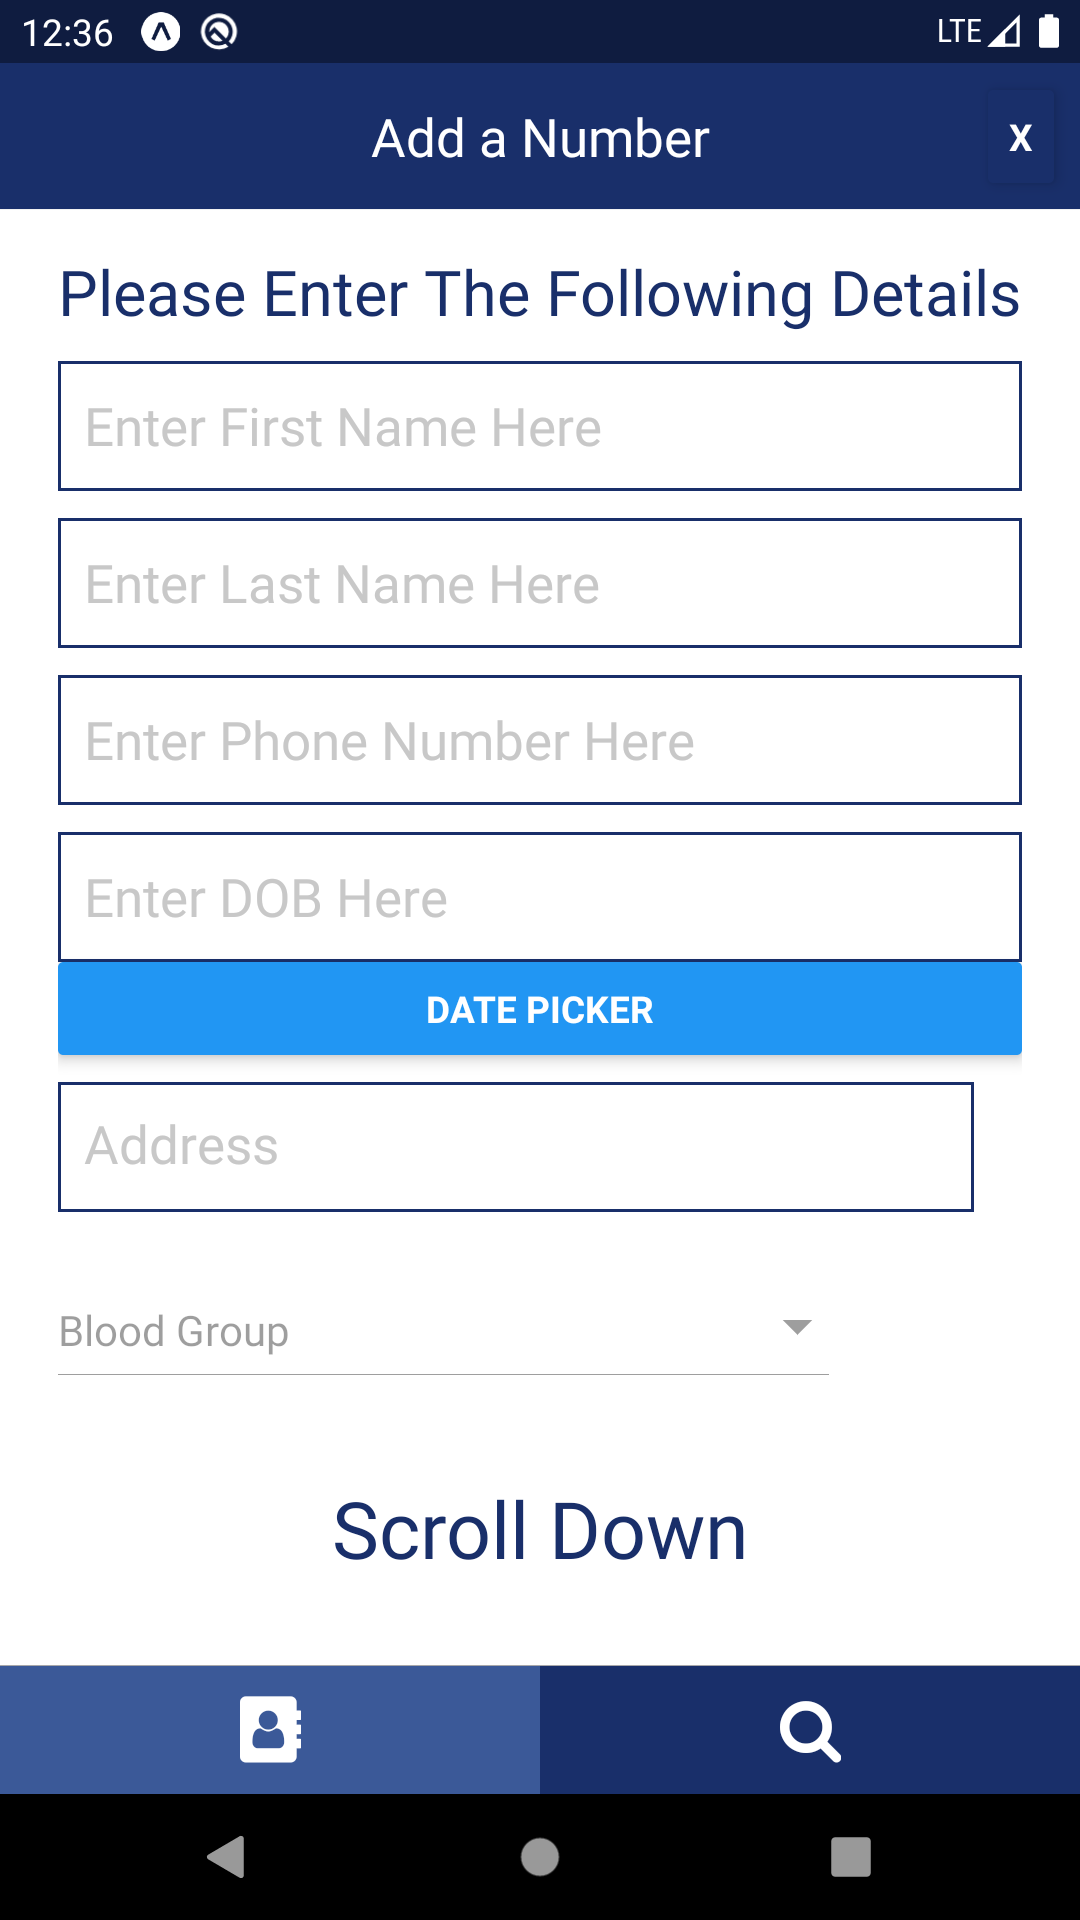 12:36
LTE
Add a Number
X
Please Enter The Following Details
Enter First Name Here
Enter Last Name Here
Enter Phone Number Here
Enter DOB Here
DATE PICKER
Address
Blood Group
Scroll Down